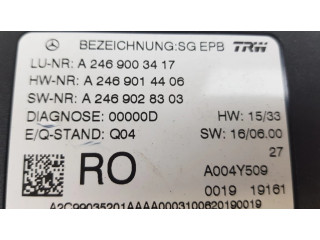 BEZEICHNUNG:SG EPB TRW
LU-NR: A 246 900 34 17
HW-NR: A 246 901 44 06
SW-NR: A 246 902 83 03
DIAGNOSE: 00000D HW: 15/33
E/Q-STAND: Q04 SW: 16/06.00
27
RO A004Y509
0019 19161
A2C99035201AAAA0003100620190019